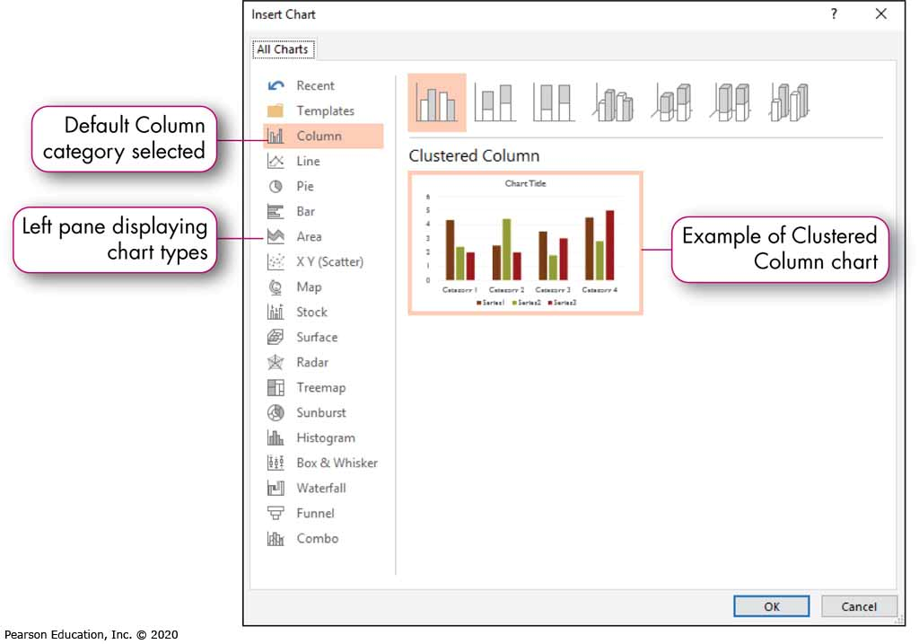 Insert Chart
?
All Charts
Recent
Templates
Column
Line
Pie
Bar
Area
X Y (Scatter)
Map
Stock
Surface
Radar
Treemap
Sunburst
Histogram
Box & Whisker
Waterfall
Funnel
Combo
Default Column
category selected
Left pane displaying
chart types
Clustered Column
Chart Title
6
5
4
3
2
1
0
Category 1 Category 2 Category 3 Category 4
Series1 Series2 Series3
Example of Clustered
Column chart
OK
Cancel
Pearson Education, Inc. © 2020